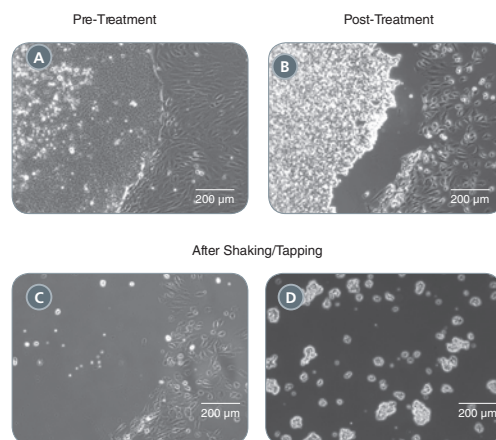 Pre-Treatment
Post-Treatment
A
B
200 µm
200 µm
After Shaking/Tapping
C
D
200 µm
200 µm